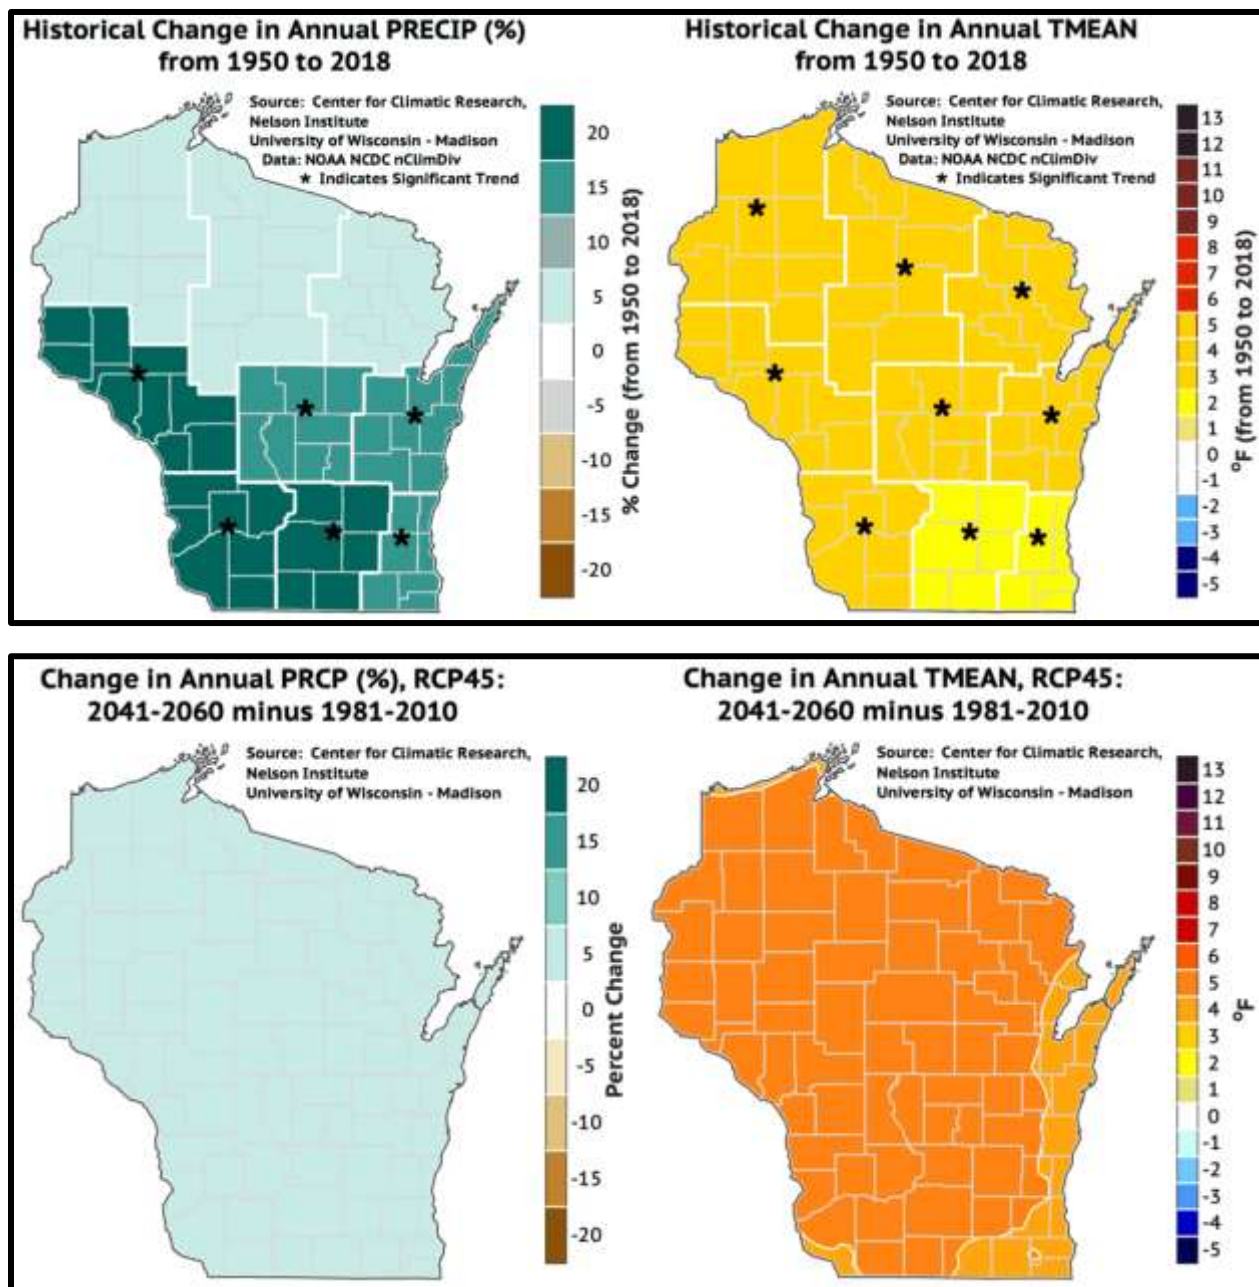 Historical Change in Annual PRECIP (%)
from 1950 to 2018
Source: Center for Climatic Research,
Nelson Institute
University of Wisconsin - Madison
Data: NOAA NCDC nClimDiv
* Indicates Significant Trend
20
15
10
5
0
-5
-10
-15
-20
% Change (from 1950 to 2018)
Historical Change in Annual TMEAN
from 1950 to 2018
Source: Center for Climatic Research,
Nelson Institute
University of Wisconsin - Madison
Data: NOAA NCDC nClimDiv
* Indicates Significant Trend
13
12
11
10
9
8
7
6
5
4
3
2
1
0
-1
-2
-3
-4
-5
°F (from 1950 to 2018)
Change in Annual PRCP (%), RCP45:
2041-2060 minus 1981-2010
Source: Center for Climatic Research,
Nelson Institute
University of Wisconsin - Madison
20
15
10
5
0
-5
-10
-15
-20
Percent Change
Change in Annual TMEAN, RCP45:
2041-2060 minus 1981-2010
Source: Center for Climatic Research,
Nelson Institute
University of Wisconsin - Madison
13
12
11
10
9
8
7
6
5
4
3
2
1
0
-1
-2
-3
-4
-5
°F